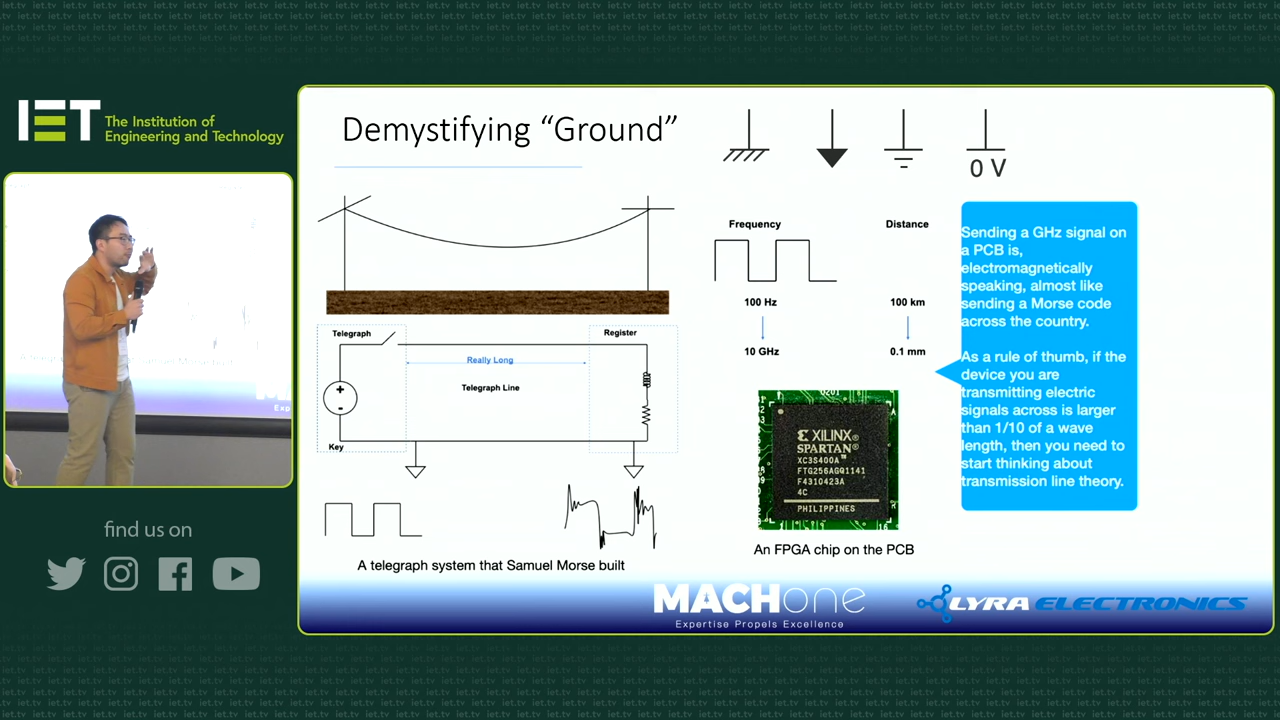 IET The Institution of
Engineering and Technology
find us on
Demystifying “Ground”
0 V
Telegraph
Register
Really Long
Telegraph Line
+
-
Key
A telegraph system that Samuel Morse built
Frequency
Distance
100 Hz
100 km
10 GHz
0.1 mm
XILINX®
SPARTAN®
XC3S400A™
FTG256AGQ1141
F4310423A
4C
PHILIPPINES
An FPGA chip on the PCB
Sending a GHz signal on
a PCB is,
electromagnetically
speaking, almost like
sending a Morse code
across the country.
As a rule of thumb, if the
device you are
transmitting electric
signals across is larger
than 1/10 of a wave
length, then you need to
start thinking about
transmission line theory.
MACHone
Expertise Propels Excellence
LYRA ELECTRONICS
iet.tv